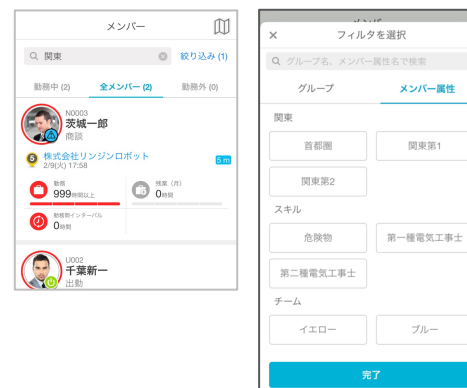 メンバー
関東
絞り込み (1)
勤務中 (2)
全メンバー (2)
勤務外 (0)
N0003
茨城一郎
商談
5
株式会社リンジンロボット
5 m
2/9(火) 17:58
勤務
999時間以上
残業 (月)
0時間
勤務間インターバル
0時間
U002
千葉新一
出勤
フィルタを選択
グループ名、メンバー属性名で検索
グループ
メンバー属性
関東
首都圏
関東第1
関東第2
スキル
危険物
第一種電気工事士
第二種電気工事士
チーム
イエロー
ブルー
完了